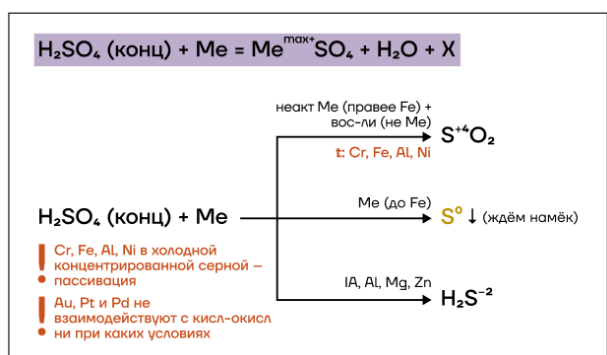 H₂SO₄ (конц) + Me = Meᵐᵃˣ⁺SO₄ + H₂O + X
неакт Me (правее Fe) +
вос-ли (не Me)
S⁺⁴O₂
t: Cr, Fe, Al, Ni
Me (до Fe)
H₂SO₄ (конц) + Me
S⁰ ↓ (ждём намёк)
! Cr, Fe, Al, Ni в холодной
концентрированной серной –
пассивация
IA, Al, Mg, Zn
H₂S⁻²
! Au, Pt и Pd не
взаимодействуют с кисл-окисл
ни при каких условиях